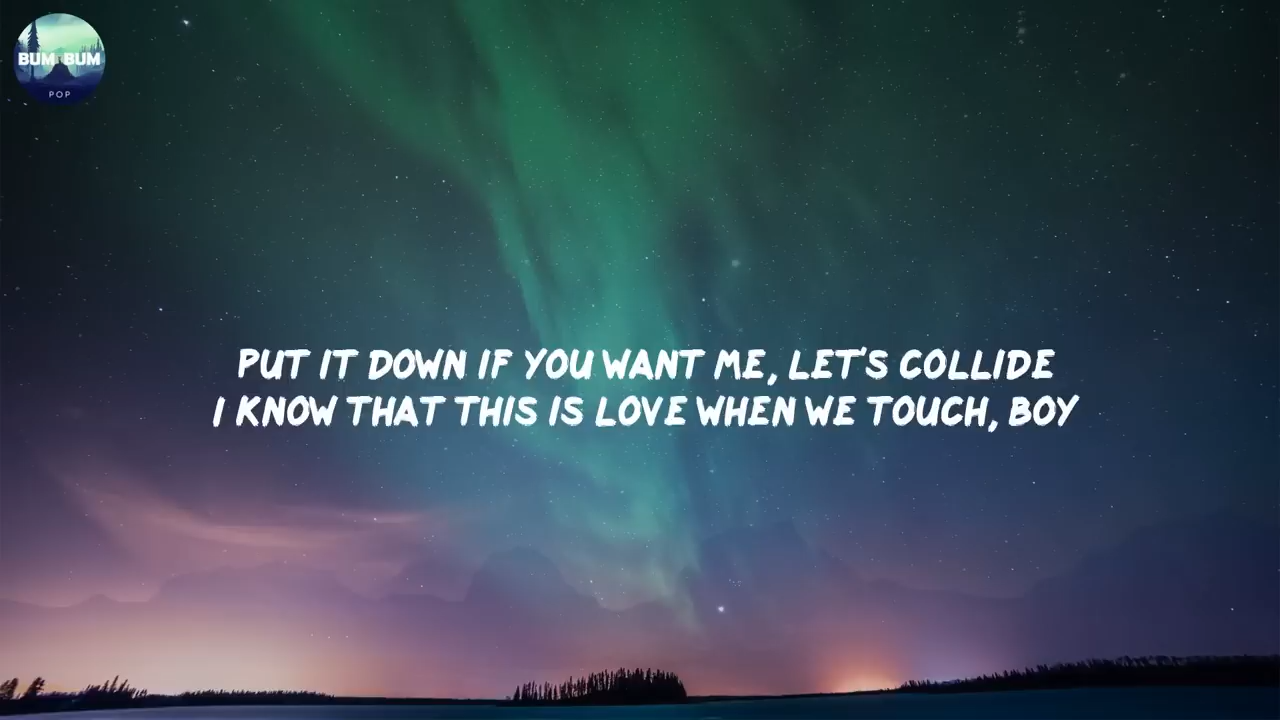 BUM BUM
POP
PUT IT DOWN IF YOU WANT ME, LET'S COLLIDE
I KNOW THAT THIS IS LOVE WHEN WE TOUCH, BOY